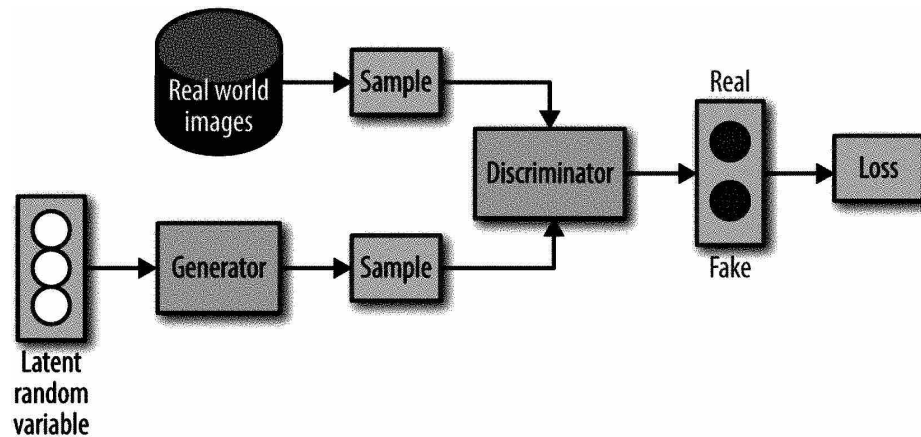 Real world
images
Sample
Real
Discriminator
Loss
Generator
Sample
Fake
Latent
random
variable